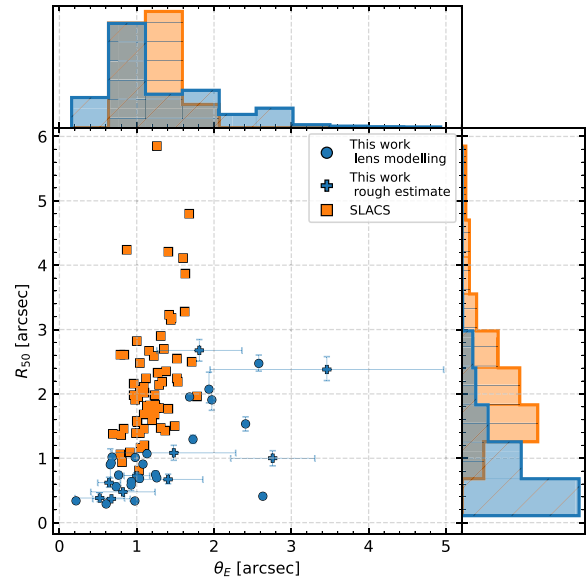 This work
lens modelling
This work
rough estimate
SLACS
6
5
4
3
2
1
0
R50 [arcsec]
0 1 2 3 4 5
θE [arcsec]